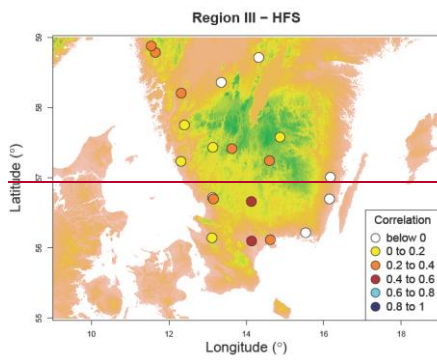 Region III – HFS
59
58
57
56
55
Latitude (°)
10
12
14
16
18
Longitude (°)
Correlation
below 0
0 to 0.2
0.2 to 0.4
0.4 to 0.6
0.6 to 0.8
0.8 to 1